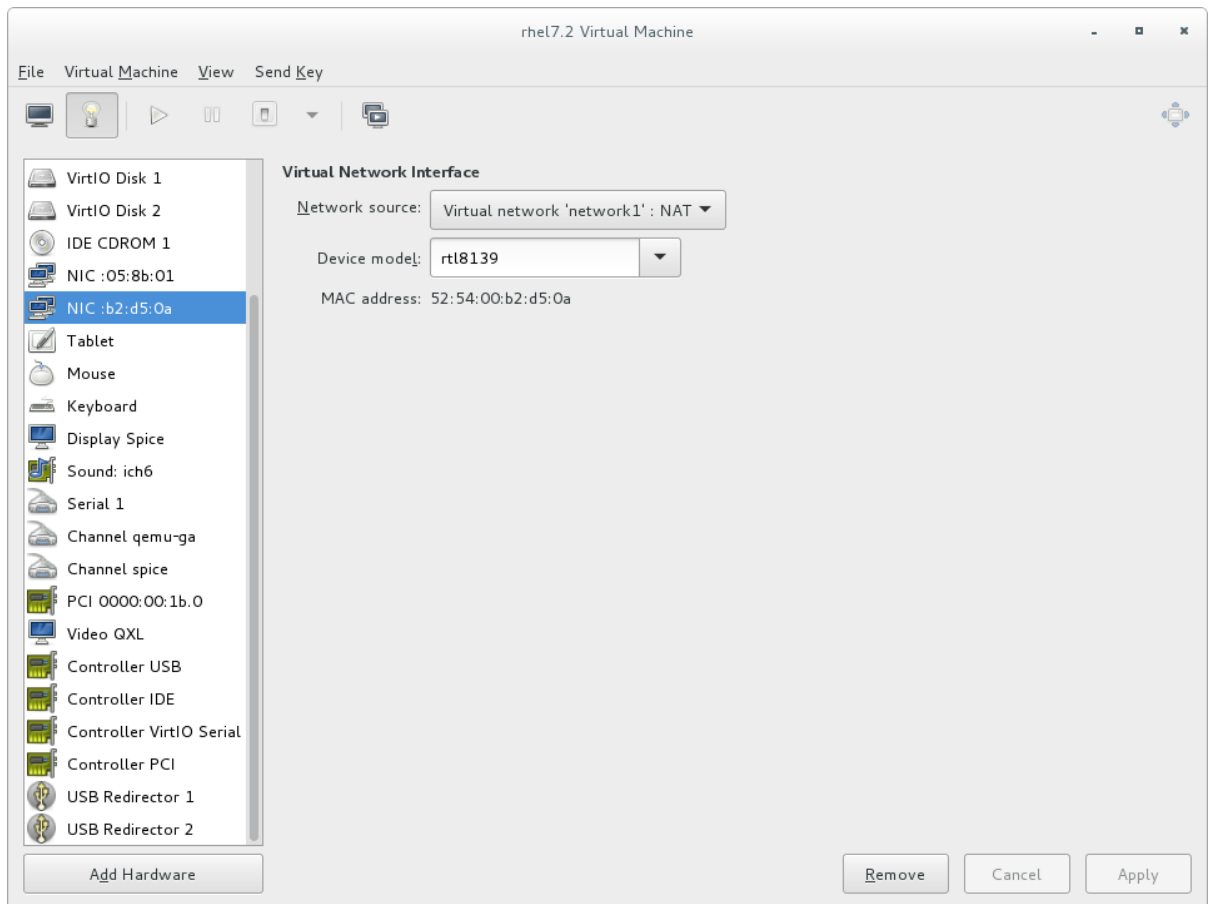 rhel7.2 Virtual Machine
File Virtual Machine View Send Key
VirtIO Disk 1
VirtIO Disk 2
IDE CDROM 1
NIC :05:8b:01
NIC :b2:d5:0a
Tablet
Mouse
Keyboard
Display Spice
Sound: ich6
Serial 1
Channel qemu-ga
Channel spice
PCI 0000:00:1b.0
Video QXL
Controller USB
Controller IDE
Controller VirtIO Serial
Controller PCI
USB Redirector 1
USB Redirector 2
Add Hardware
Virtual Network Interface
Network source: Virtual network 'network1' : NAT
Device model: rtl8139
MAC address: 52:54:00:b2:d5:0a
Remove Cancel Apply